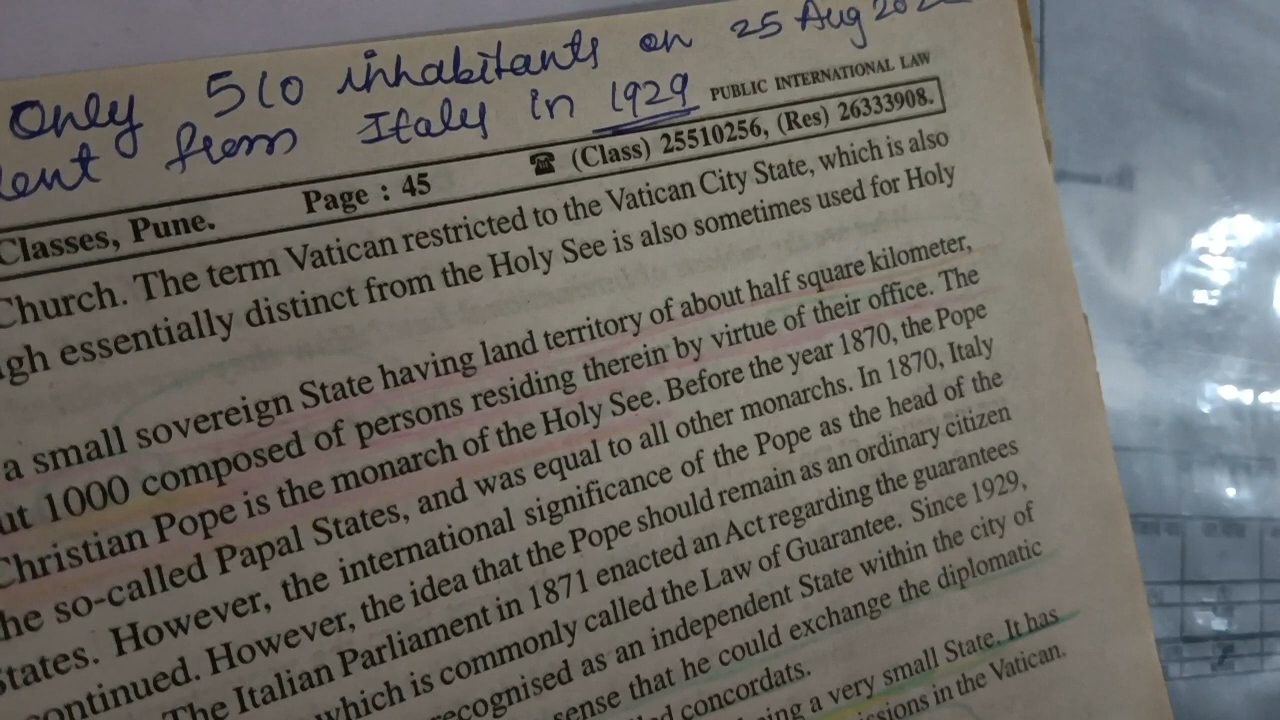 Only 510 inhabitants on 25 Aug
from Italy in 1929
PUBLIC INTERNATIONAL LAW
Classes, Pune. Page : 45 ☎ (Class) 25510256, (Res) 26333908.
Church. The term Vatican restricted to the Vatican City State, which is also
essentially distinct from the Holy See is also sometimes used for Holy
a small sovereign State having land territory of about half square kilometer,
1000 composed of persons residing therein by virtue of their office. The
Christian Pope is the monarch of the Holy See. Before the year 1870, the Pope
so-called Papal States, and was equal to all other monarchs. In 1870, Italy
States. However, the international significance of the Pope as the head of the
continued. However, the idea that the Pope should remain as an ordinary citizen
The Italian Parliament in 1871 enacted an Act regarding the guarantees
which is commonly called the Law of Guarantee. Since 1929,
recognised as an independent State within the city of
sense that he could exchange the diplomatic
concordats.
a very small State. It has
in the Vatican.